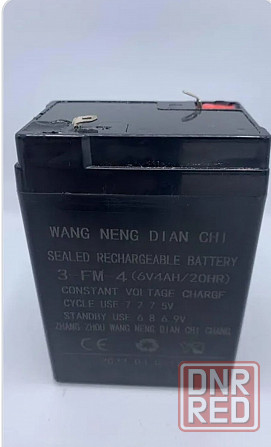 WANG NENG DIAN CHI
SEALED RECHARGEABLE BATTERY
3-FM-4(6V4AH/20HR)
CONSTANT VOLTAGE CHARGE
CYCLE USE-7.2 7.5V
STANDBY USE 6.8 6.9V
ZHANG ZHOU WANG NENG DIAN CHI CHANG
CE
DNR
RED